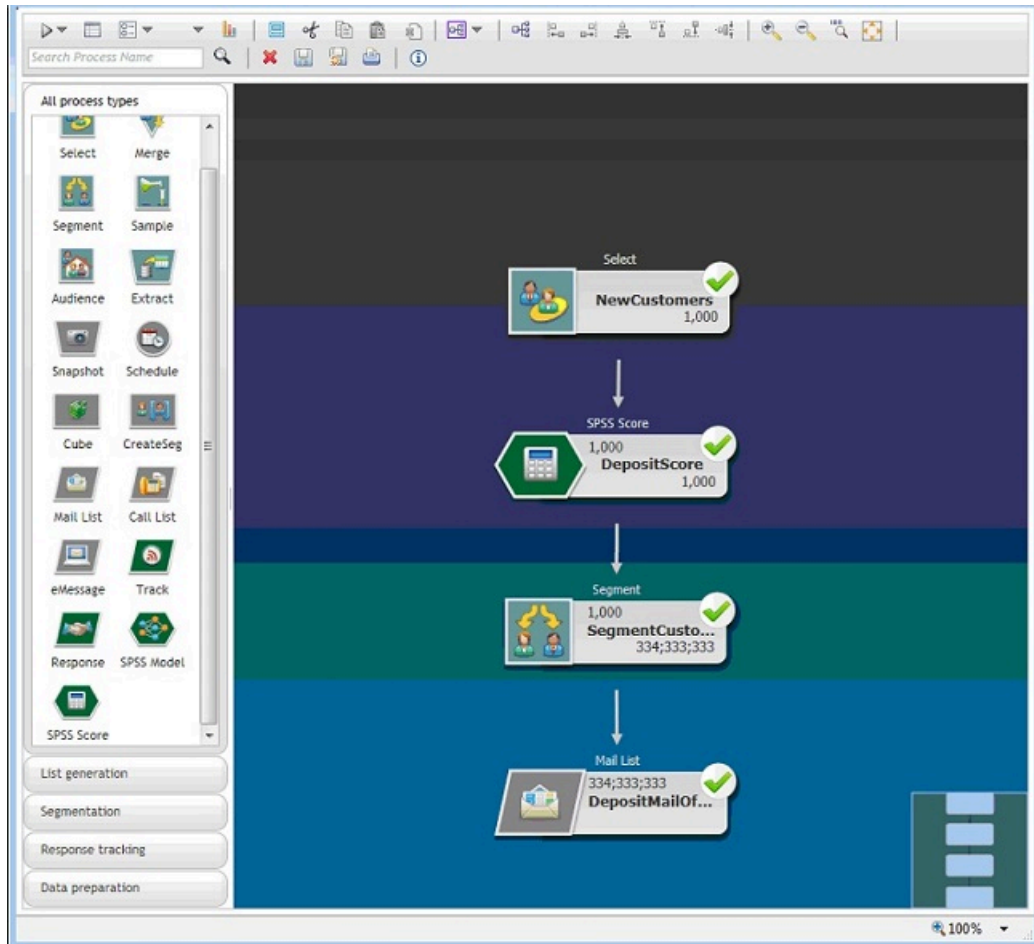 Search Process Name
All process types
Select
Merge
Segment
Sample
Audience
Extract
Snapshot
Schedule
Cube
CreateSeg
Mail List
Call List
eMessage
Track
Response
SPSS Model
SPSS Score
List generation
Segmentation
Response tracking
Data preparation
Select
NewCustomers
1,000
SPSS Score
1,000
DepositScore
1,000
Segment
1,000
SegmentCusto...
334;333;333
Mail List
334;333;333
DepositMailOf...
100%